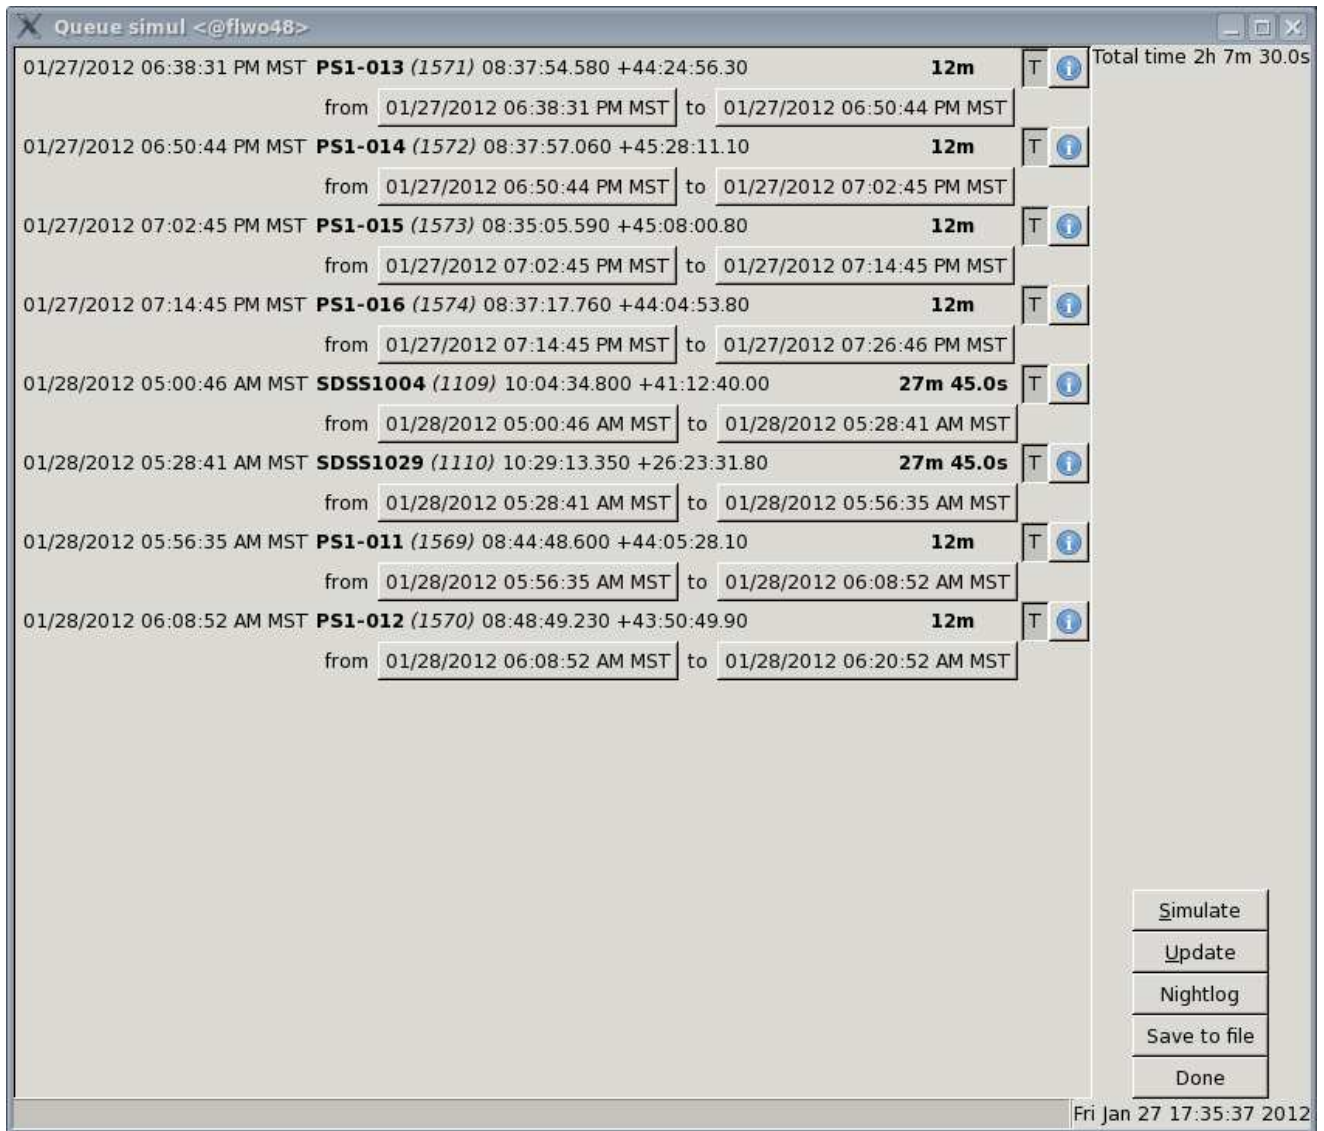 Queue simul <@flwo48>
01/27/2012 06:38:31 PM MST PS1-013 (1571) 08:37:54.580 +44:24:56.30 12m T i Total time 2h 7m 30.0s
from 01/27/2012 06:38:31 PM MST to 01/27/2012 06:50:44 PM MST
01/27/2012 06:50:44 PM MST PS1-014 (1572) 08:37:57.060 +45:28:11.10 12m T i
from 01/27/2012 06:50:44 PM MST to 01/27/2012 07:02:45 PM MST
01/27/2012 07:02:45 PM MST PS1-015 (1573) 08:35:05.590 +45:08:00.80 12m T i
from 01/27/2012 07:02:45 PM MST to 01/27/2012 07:14:45 PM MST
01/27/2012 07:14:45 PM MST PS1-016 (1574) 08:37:17.760 +44:04:53.80 12m T i
from 01/27/2012 07:14:45 PM MST to 01/27/2012 07:26:46 PM MST
01/28/2012 05:00:46 AM MST SDSS1004 (1109) 10:04:34.800 +41:12:40.00 27m 45.0s T i
from 01/28/2012 05:00:46 AM MST to 01/28/2012 05:28:41 AM MST
01/28/2012 05:28:41 AM MST SDSS1029 (1110) 10:29:13.350 +26:23:31.80 27m 45.0s T i
from 01/28/2012 05:28:41 AM MST to 01/28/2012 05:56:35 AM MST
01/28/2012 05:56:35 AM MST PS1-011 (1569) 08:44:48.600 +44:05:28.10 12m T i
from 01/28/2012 05:56:35 AM MST to 01/28/2012 06:08:52 AM MST
01/28/2012 06:08:52 AM MST PS1-012 (1570) 08:48:49.230 +43:50:49.90 12m T i
from 01/28/2012 06:08:52 AM MST to 01/28/2012 06:20:52 AM MST
Simulate
Update
Nightlog
Save to file
Done
Fri Jan 27 17:35:37 2012